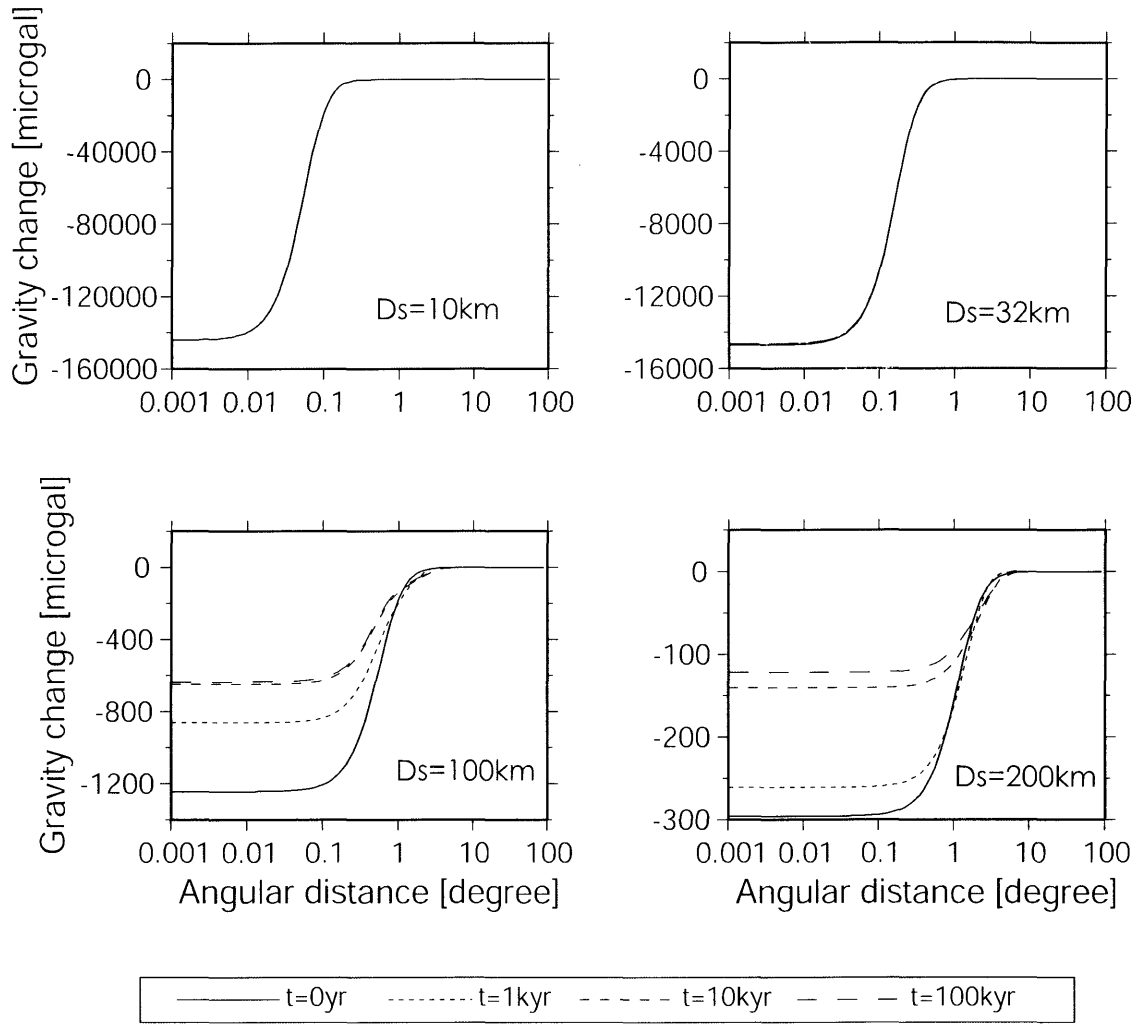 Gravity change [microgal]
0
-40000
-80000
-120000
-160000
Ds=10km
0.001 0.01 0.1 1 10 100
0
-4000
-8000
-12000
-16000
Ds=32km
0.001 0.01 0.1 1 10 100
Gravity change [microgal]
0
-400
-800
-1200
Ds=100km
0.001 0.01 0.1 1 10 100
Angular distance [degree]
0
-100
-200
-300
Ds=200km
0.001 0.01 0.1 1 10 100
Angular distance [degree]
t=0yr t=1kyr t=10kyr t=100kyr